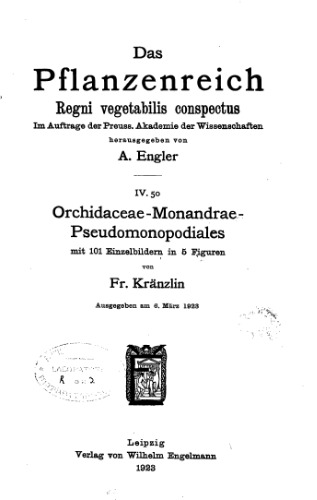 Das
Pflanzenreich
Regni vegetabilis conspectus
Im Auftrage der Preuss. Akademie der Wissenschaften
herausgegeben von
A. Engler
IV. 50
Orchidaceae-Monandrae-
Pseudomonopodiales
mit 101 Einzelbildern in 5 Figuren
von
Fr. Kränzlin
Ausgegeben am 6. März 1923
Leipzig
Verlag von Wilhelm Engelmann
1923